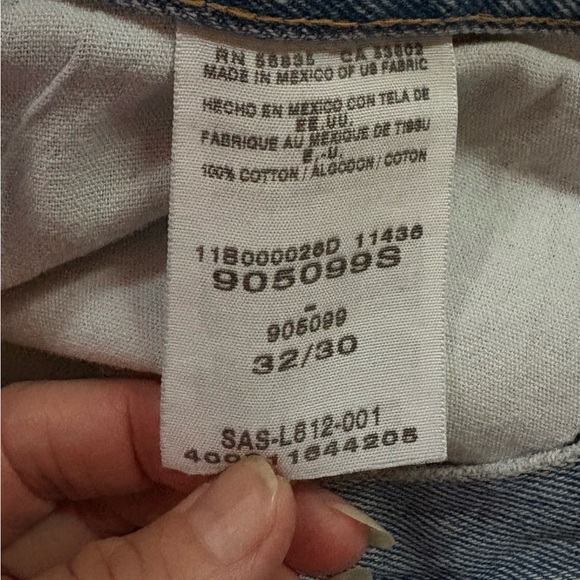 RN 56835 CA 53602
MADE IN MEXICO OF US FABRIC
HECHO EN MEXICO CON TELA DE
EE.UU.
FABRIQUE AU MEXIQUE DE TISSU
E.-U.
100% COTTON / ALGODON / COTON
11B000026D 11436
905099S
-
905099
32/30
SAS-L612-001